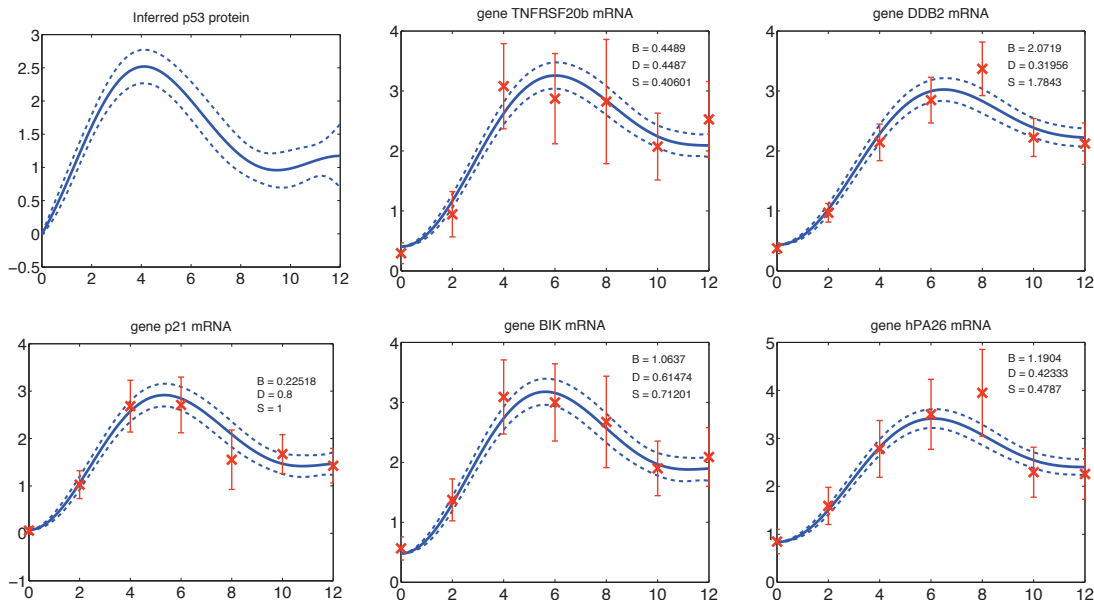 Inferred p53 protein
3
2.5
2
1.5
1
0.5
0
−0.5
0 2 4 6 8 10 12
gene TNFRSF20b mRNA
B = 0.4489
D = 0.4487
S = 0.40601
4
3
2
1
0
0 2 4 6 8 10 12
gene DDB2 mRNA
B = 2.0719
D = 0.31956
S = 1.7843
4
3
2
1
0
0 2 4 6 8 10 12
gene p21 mRNA
B = 0.22518
D = 0.8
S = 1
4
3
2
1
0
−1
0 2 4 6 8 10 12
gene BIK mRNA
B = 1.0637
D = 0.61474
S = 0.71201
4
3
2
1
0
0 2 4 6 8 10 12
gene hPA26 mRNA
B = 1.1904
D = 0.42333
S = 0.4787
5
4
3
2
1
0
0 2 4 6 8 10 12